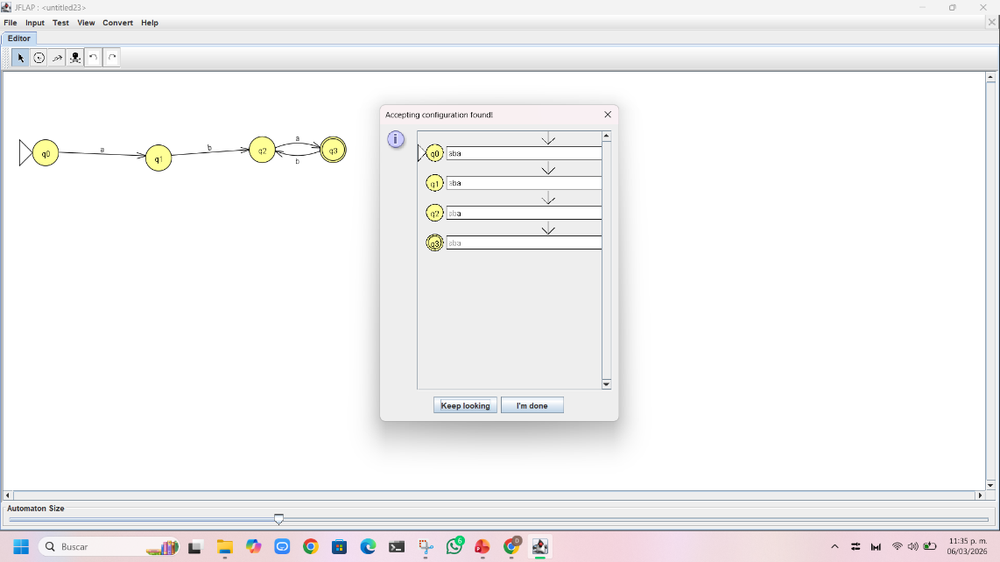 JFLAP : <untitled23>
File Input Test View Convert Help
Editor
q0 a q1 b q2 a b q3
Accepting configuration found!
i
q0 aba
q1 aba
q2 aba
q3 aba
Keep looking I'm done
Automaton Size
Buscar
6
D
11:35 p. m.
06/03/2026